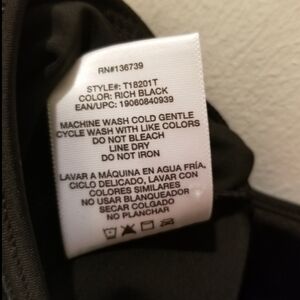 RN#136739
STYLE#: T18201T
COLOR: RICH BLACK
EAN/UPC: 19060840939
MACHINE WASH COLD GENTLE
CYCLE WASH WITH LIKE COLORS
DO NOT BLEACH
LINE DRY
DO NOT IRON
LAVAR A MÁQUINA EN AGUA FRÍA,
CICLO DELICADO, LAVAR CON
COLORES SIMILARES
NO USAR BLANQUEADOR
SECAR COLGADO
NO PLANCHAR